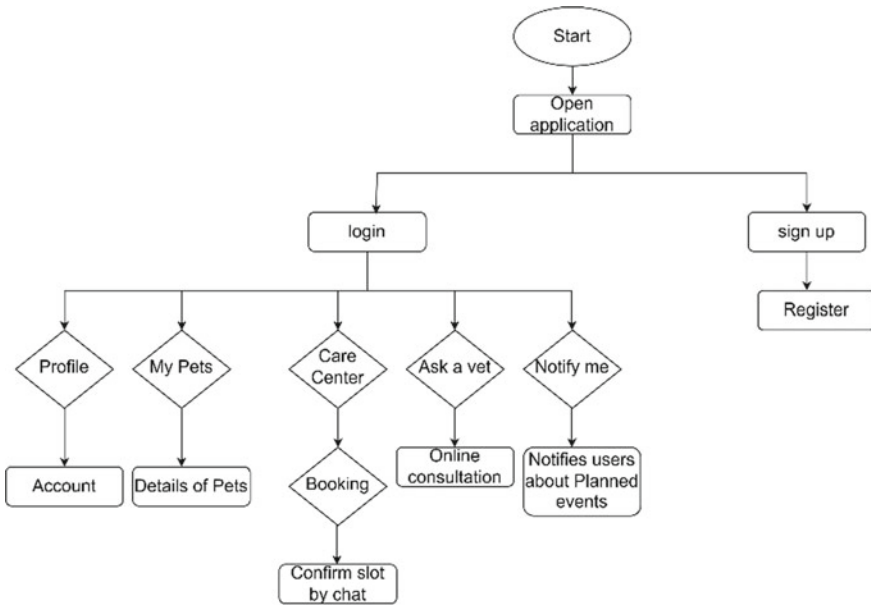 Start
Open
application
login
sign up
Register
Profile
My Pets
Care
Center
Ask a vet
Notify me
Account
Details of Pets
Booking
Online
consultation
Notifies users
about Planned
events
Confirm slot
by chat